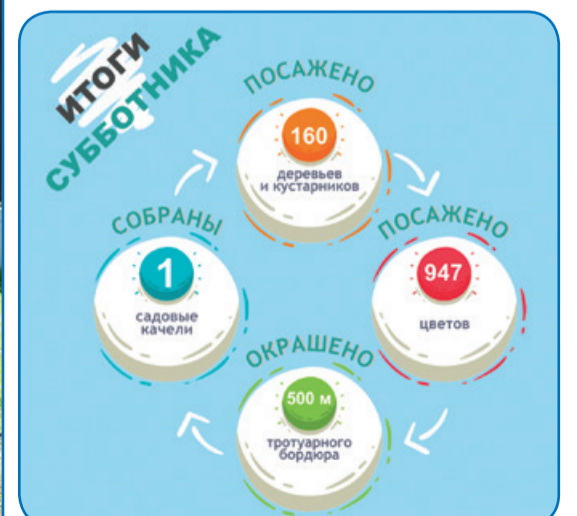 ИТОГИ
СУББОТНИКА
ПОСАЖЕНО
160
деревьев
и кустарников
ПОСАЖЕНО
947
цветов
ОКРАШЕНО
500 м
тротуарного
бордюра
СОБРАНЫ
1
садовые
качели